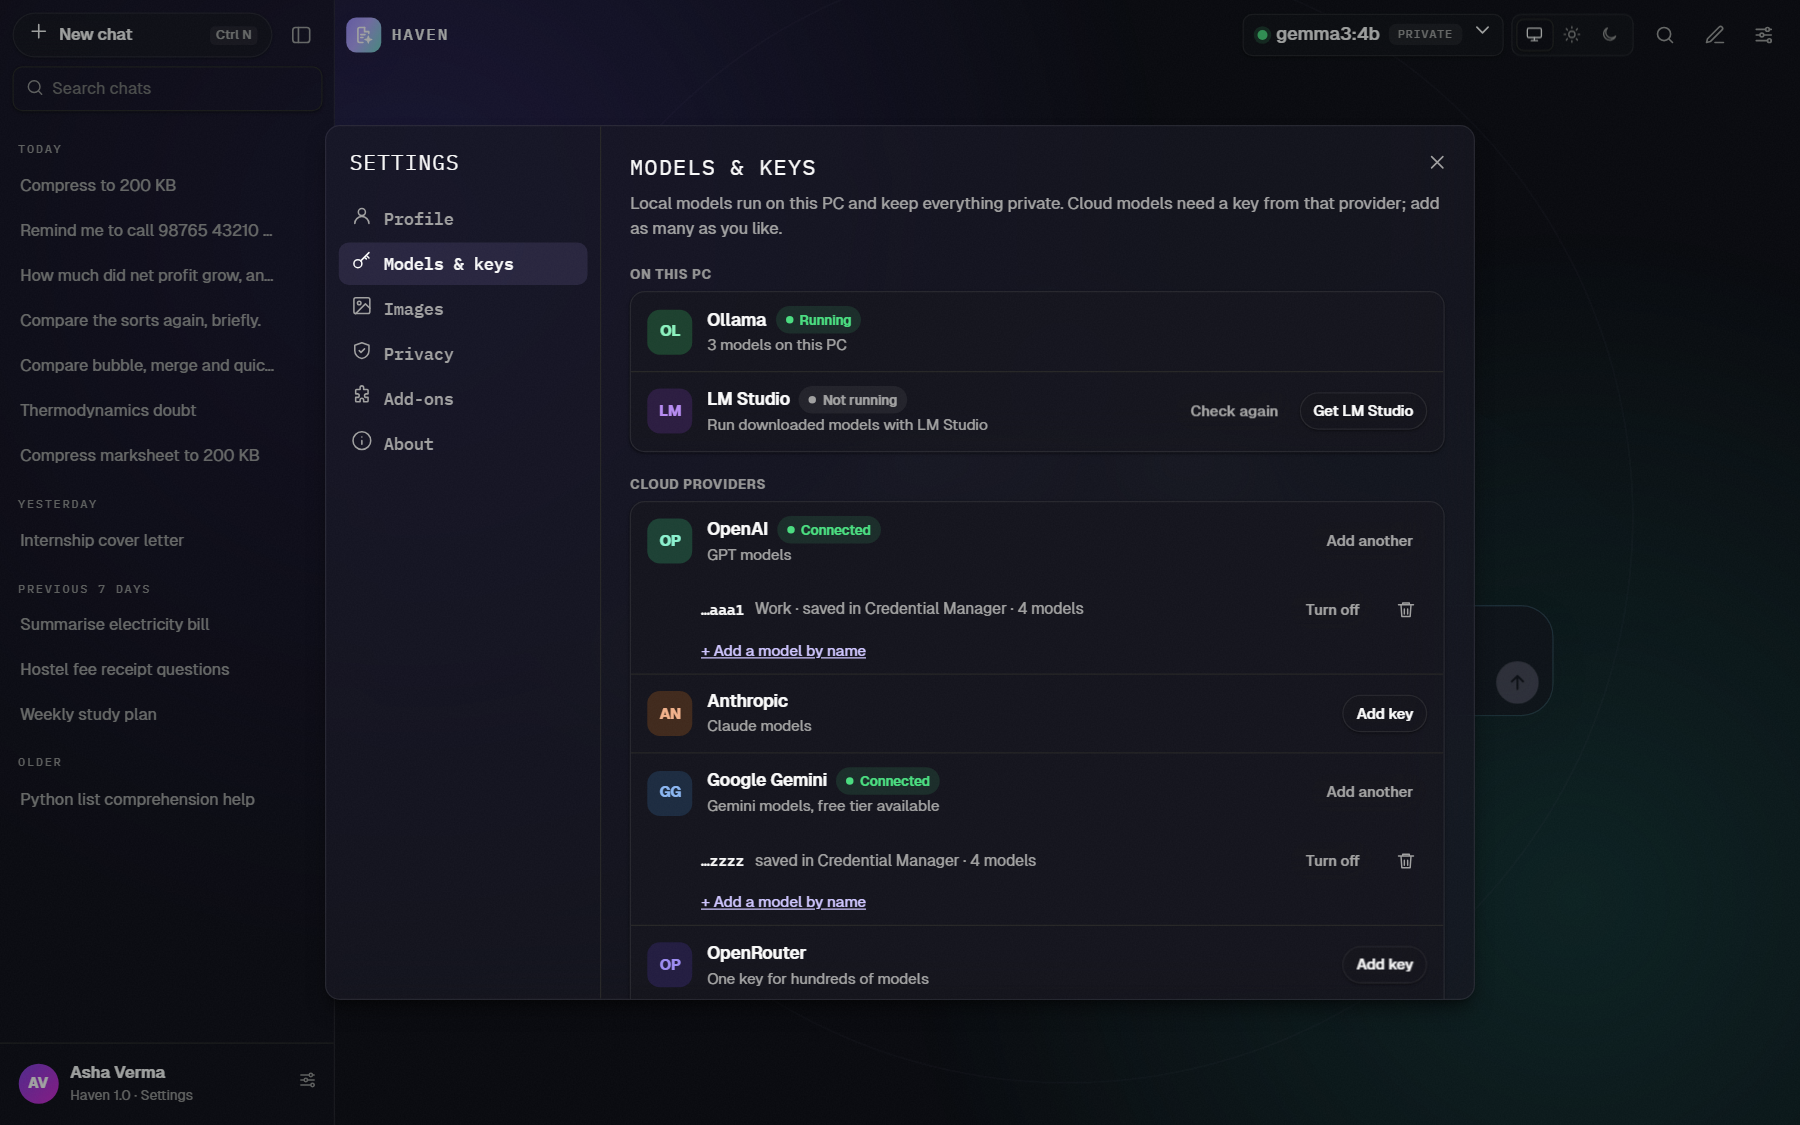 New chat
Ctrl N
HAVEN
gemma3:4b
PRIVATE
Search chats
TODAY
Compress to 200 KB
Remind me to call 98765 43210 ...
How much did net profit grow, an...
Compare the sorts again, briefly.
Compare bubble, merge and quic...
Thermodynamics doubt
Compress marksheet to 200 KB
YESTERDAY
Internship cover letter
PREVIOUS 7 DAYS
Summarise electricity bill
Hostel fee receipt questions
Weekly study plan
OLDER
Python list comprehension help
AV
Asha Verma
Haven 1.0 · Settings
SETTINGS
Profile
Models & keys
Images
Privacy
Add-ons
About
MODELS & KEYS
Local models run on this PC and keep everything private. Cloud models need a key from that provider; add
as many as you like.
ON THIS PC
OL
Ollama
Running
3 models on this PC
LM
LM Studio
Not running
Run downloaded models with LM Studio
Check again
Get LM Studio
CLOUD PROVIDERS
OP
OpenAI
Connected
GPT models
Add another
…aaa1 Work · saved in Credential Manager · 4 models
Turn off
+ Add a model by name
AN
Anthropic
Claude models
Add key
GG
Google Gemini
Connected
Gemini models, free tier available
Add another
…zzzz saved in Credential Manager · 4 models
Turn off
+ Add a model by name
OP
OpenRouter
One key for hundreds of models
Add key